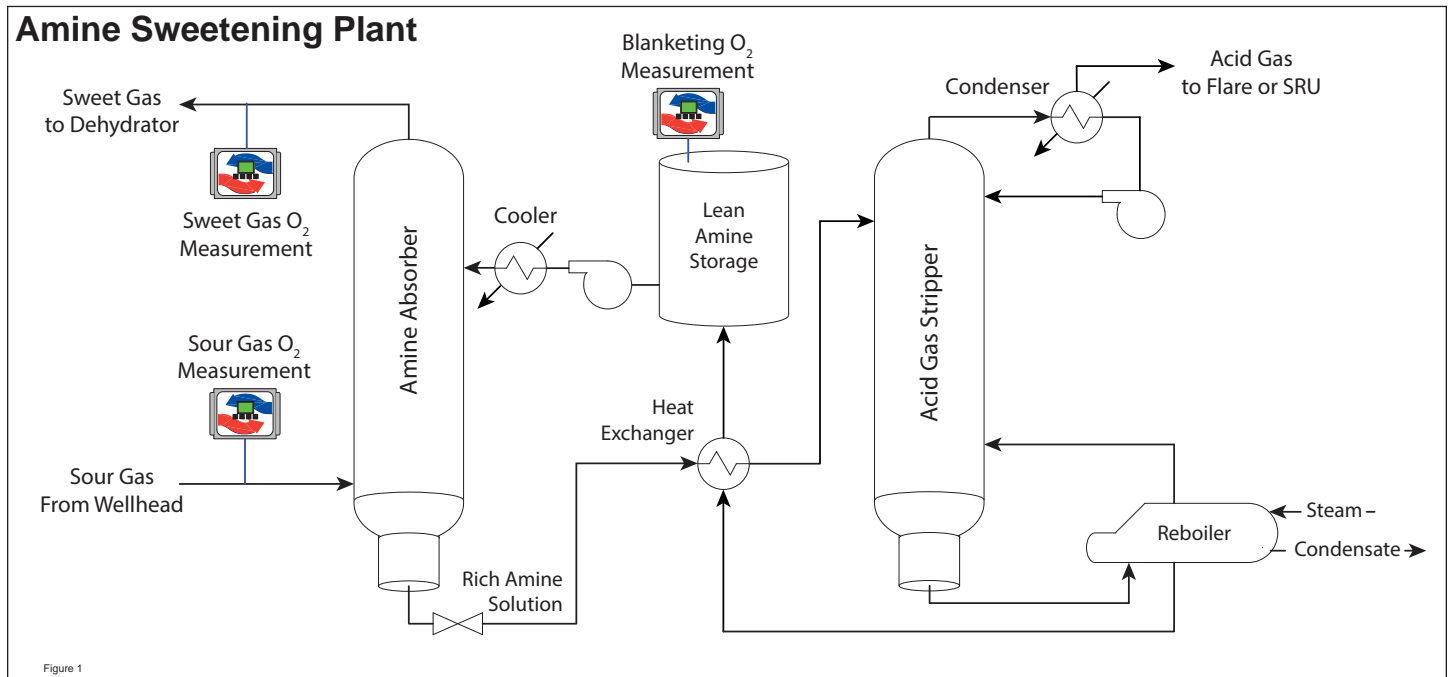 Amine Sweetening Plant
Blanketing O₂
Measurement
Acid Gas
to Flare or SRU
Condenser
Sweet Gas
to Dehydrator
Sweet Gas O₂
Measurement
Cooler
Lean
Amine
Storage
Amine Absorber
Acid Gas Stripper
Sour Gas O₂
Measurement
Heat
Exchanger
Sour Gas
From Wellhead
Steam –
Reboiler
Condensate
Rich Amine
Solution
Figure 1